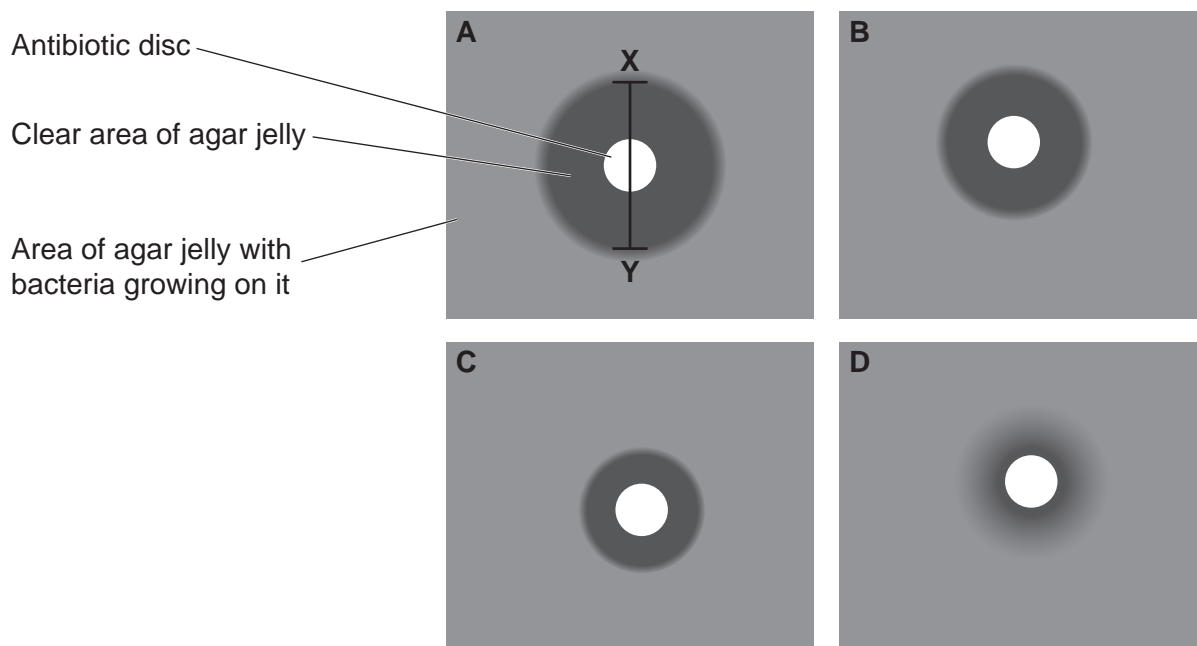 Antibiotic disc
Clear area of agar jelly
Area of agar jelly with
bacteria growing on it
A
X
Y
B
C
D